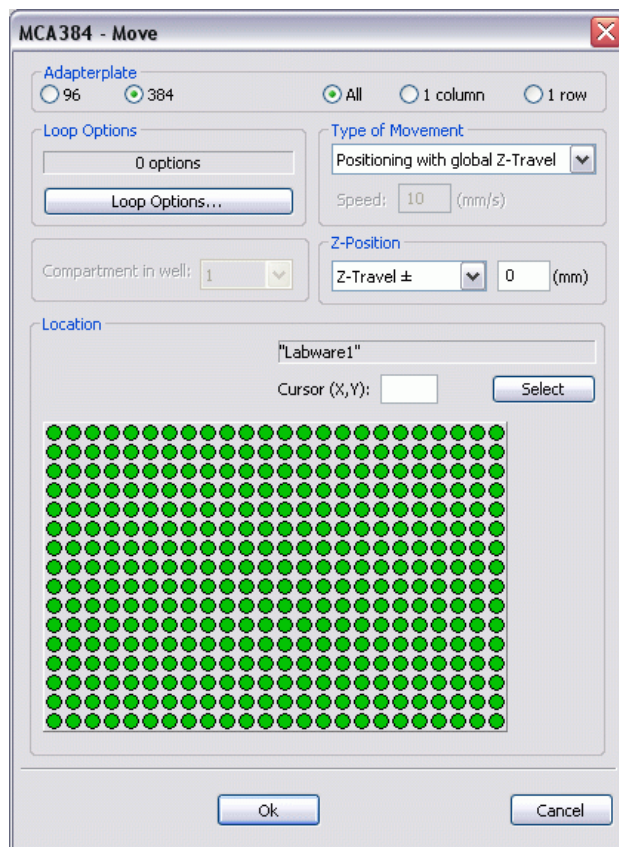 MCA384 - Move
Adapterplate
96 384 All 1 column 1 row
Loop Options
0 options
Loop Options...
Type of Movement
Positioning with global Z-Travel
Speed: 10 (mm/s)
Compartment in well: 1
Z-Position
Z-Travel ± 0 (mm)
Location
"Labware1"
Cursor (X,Y): Select
Ok Cancel